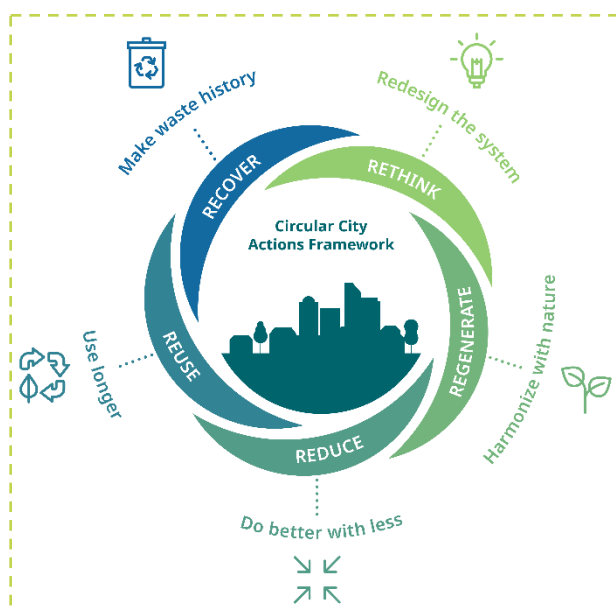 Make waste history
Redesign the system
RECOVER
RETHINK
Circular City
Actions Framework
REGENERATE
Harmonize with nature
REUSE
Use longer
REDUCE
Do better with less